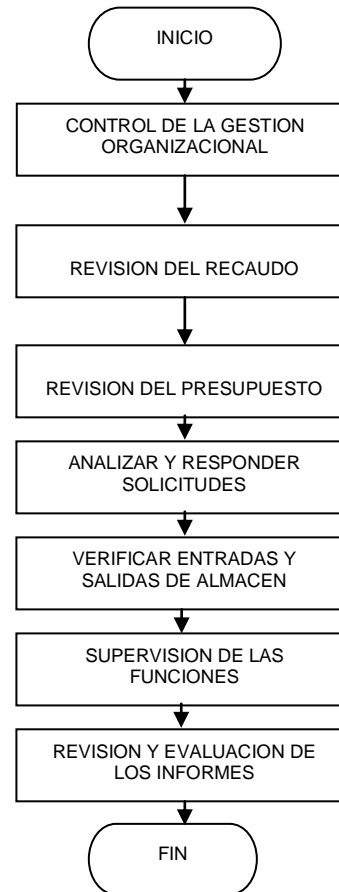 INICIO
CONTROL DE LA GESTION
ORGANIZACIONAL
REVISION DEL RECAUDO
REVISION DEL PRESUPUESTO
ANALIZAR Y RESPONDER
SOLICITUDES
VERIFICAR ENTRADAS Y
SALIDAS DE ALMACEN
SUPERVISION DE LAS
FUNCIONES
REVISION Y EVALUACION DE
LOS INFORMES
FIN